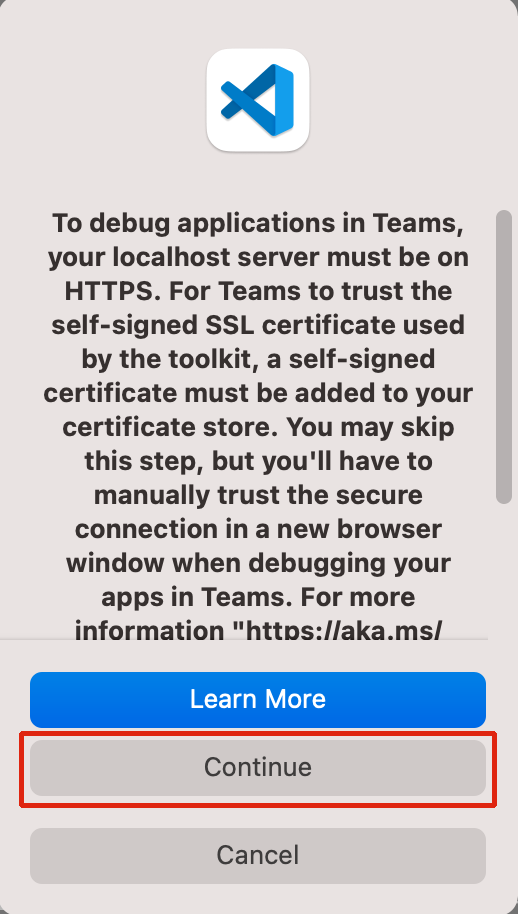 To debug applications in Teams,
your localhost server must be on
HTTPS. For Teams to trust the
self-signed SSL certificate used
by the toolkit, a self-signed
certificate must be added to your
certificate store. You may skip
this step, but you'll have to
manually trust the secure
connection in a new browser
window when debugging your
apps in Teams. For more
information "https://aka.ms/
Learn More
Continue
Cancel